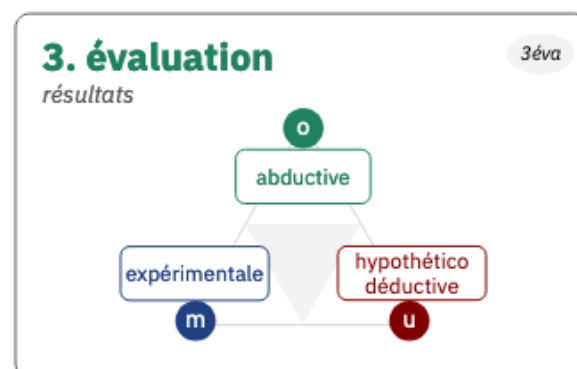 3. évaluation
3éva
résultats
o
abductive
expérimentale
hypothético
déductive
m
u